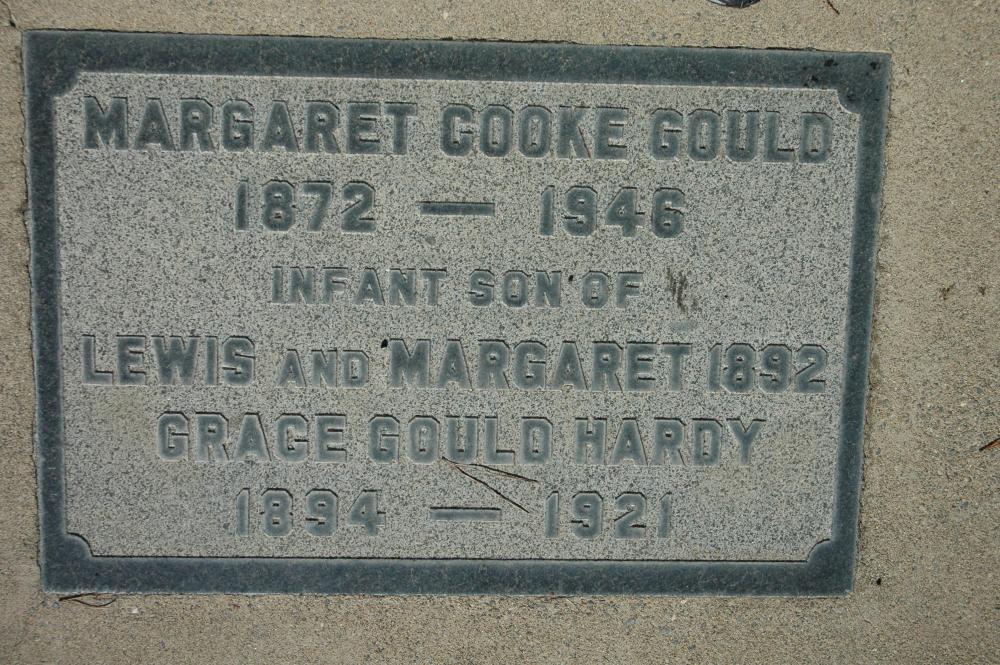 MARGARET COOKE GOULD
1872 — 1946
INFANT SON OF
LEWIS AND MARGARET 1892
GRACE GOULD HARDY
1894 — 1921